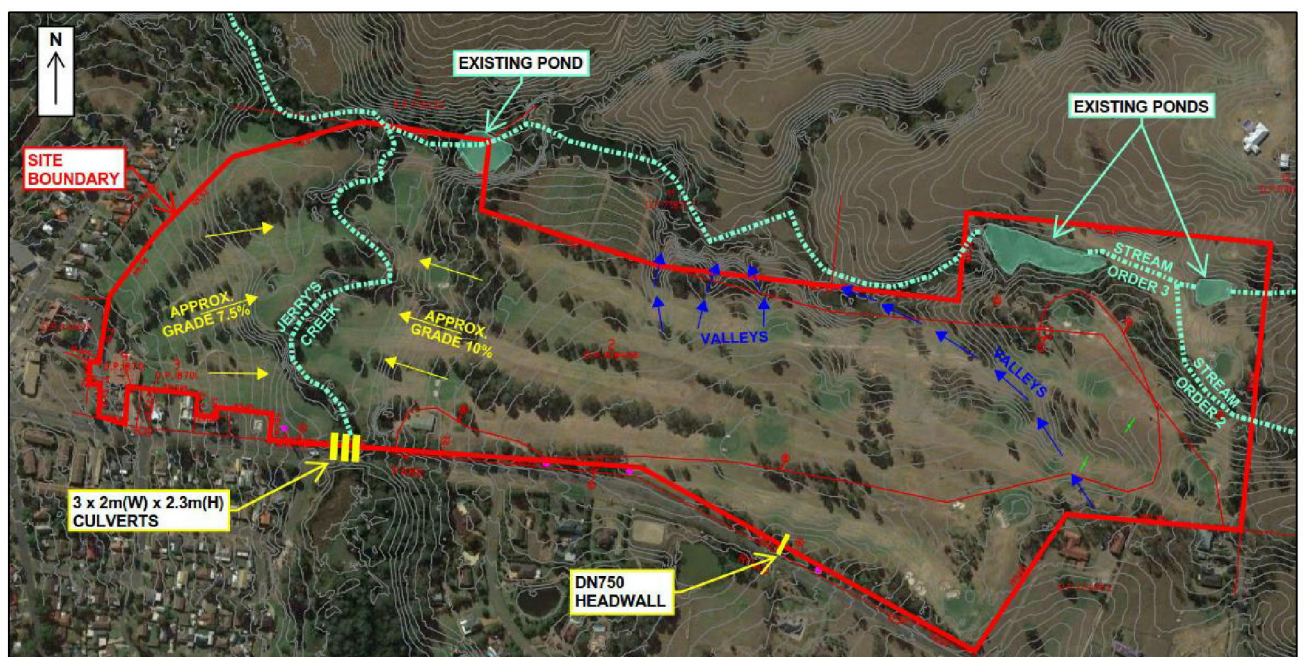 N
EXISTING POND
EXISTING PONDS
SITE
BOUNDARY
STREAM
ORDER 3
APPROX.
GRADE 7.5%
JERRY'S
CREEK
APPROX.
GRADE 10%
VALLEYS
VALLEYS
STREAM
ORDER 2
3 x 2m(W) x 2.3m(H)
CULVERTS
DN750
HEADWALL